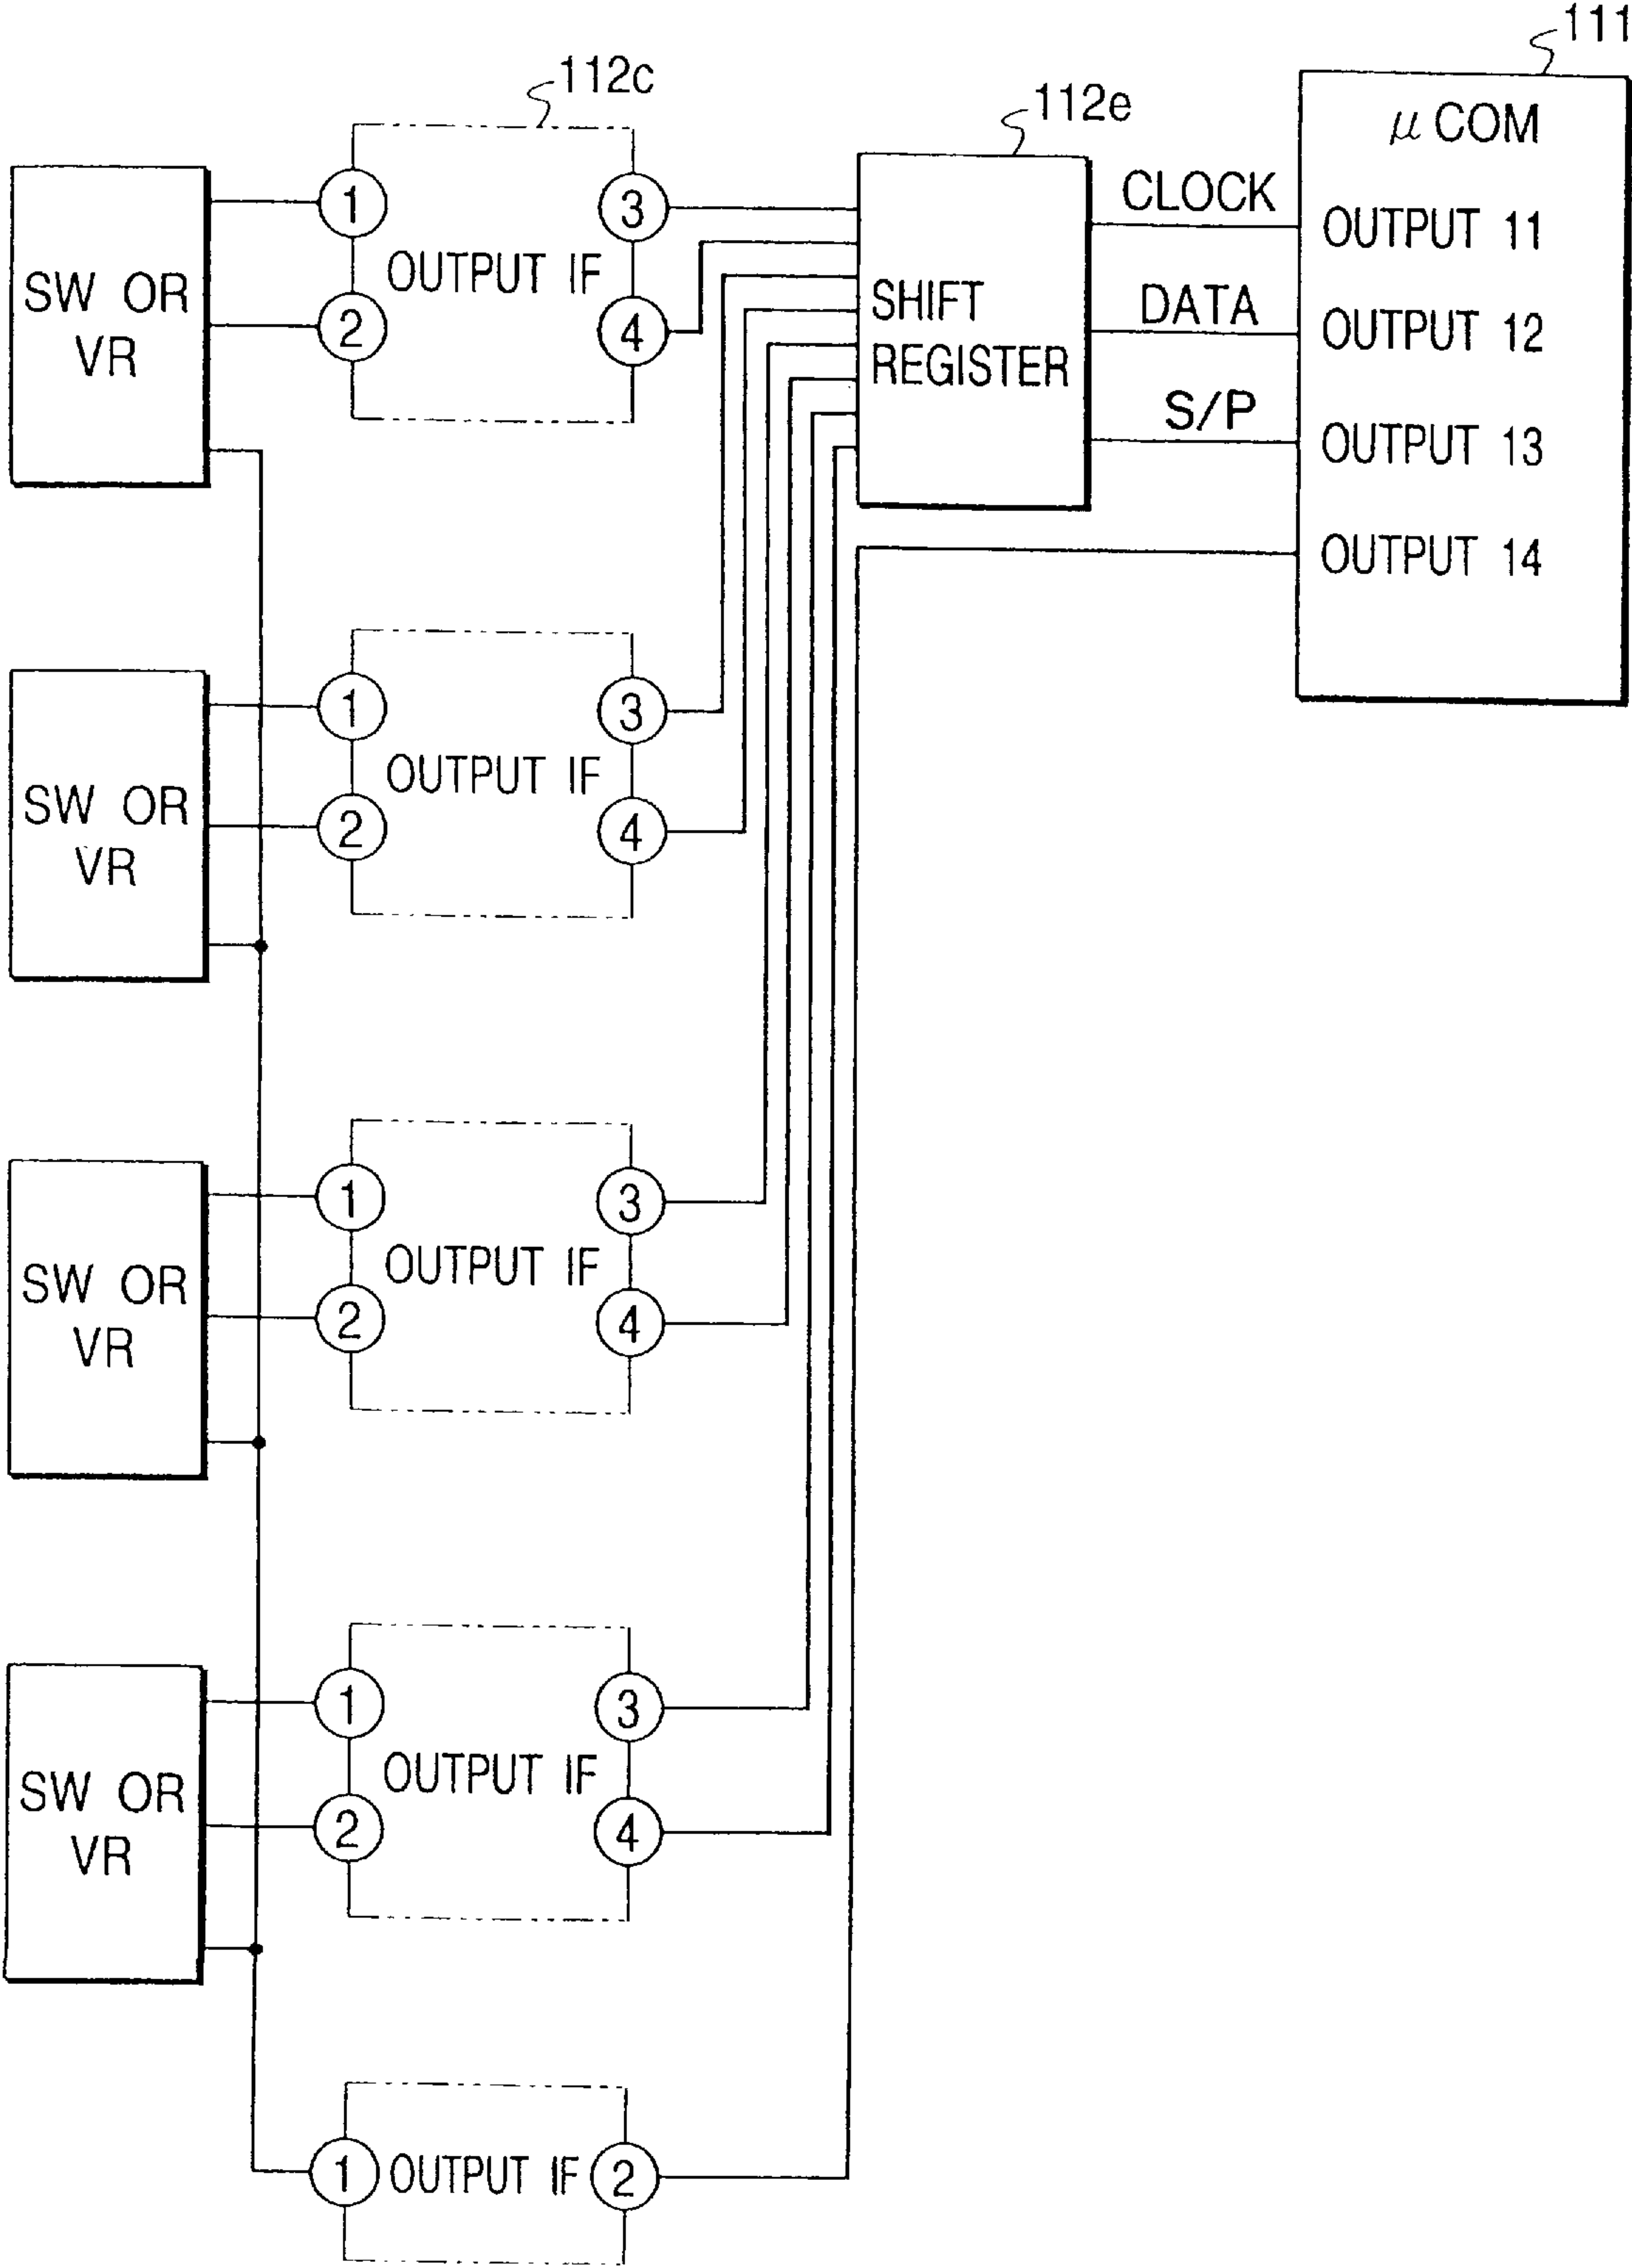 111
112c
112e
μ COM
CLOCK
OUTPUT 11
DATA
OUTPUT 12
S/P
OUTPUT 13
OUTPUT 14
SHIFT
REGISTER
SW OR
VR
1
2
OUTPUT IF
3
4
SW OR
VR
1
2
OUTPUT IF
3
4
SW OR
VR
1
2
OUTPUT IF
3
4
SW OR
VR
1
2
OUTPUT IF
3
4
1
OUTPUT IF
2